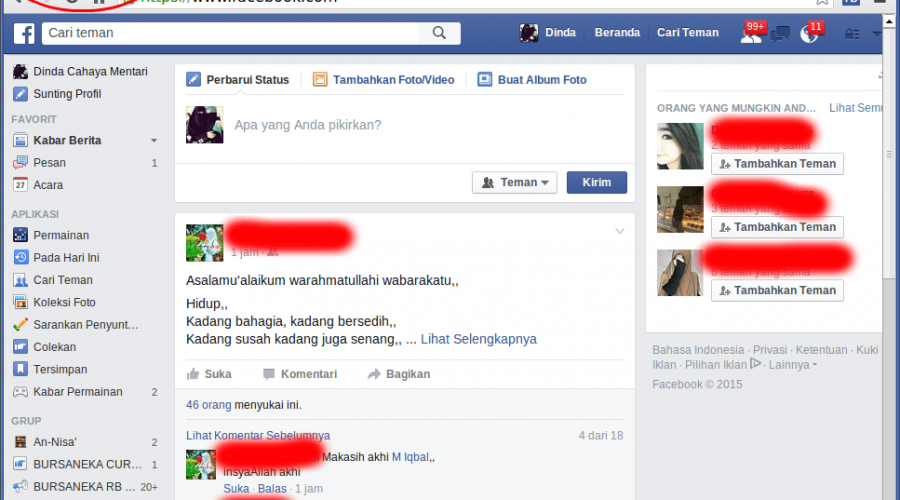 https://www.facebook.com
Cari teman
Dinda
Beranda
Cari Teman
99+
11
Dinda Cahaya Mentari
Sunting Profil
FAVORIT
Kabar Berita
Pesan 1
27 Acara
APLIKASI
Permainan
Pada Hari Ini
Cari Teman
Koleksi Foto
Sarankan Penyunt...
Colekan
Tersimpan
Kabar Permainan 2
GRUP
An-Nisa' 2
BURSANEKA CUR... 1
BURSANEKA RB ... 20+
Perbarui Status
Tambahkan Foto/Video
Buat Album Foto
Apa yang Anda pikirkan?
Teman
Kirim
1 jam ·
Asalamu'alaikum warahmatullahi wabarakatu,,
Hidup,,
Kadang bahagia, kadang bersedih,,
Kadang susah kadang juga senang,, ... Lihat Selengkapnya
Suka Komentari Bagikan
46 orang menyukai ini.
Lihat Komentar Sebelumnya 4 dari 18
Makasih akhi M Iqbal,,
insyaAllah akhi
Suka · Balas · 1 jam
ORANG YANG MUNGKIN AND... Lihat Semu
2 teman yang sama
Tambahkan Teman
3 teman yang
Tambahkan Teman
6 teman yang sama
Tambahkan Teman
Bahasa Indonesia · Privasi · Ketentuan · Kuki
Iklan · Pilihan Iklan · Lainnya
Facebook © 2015